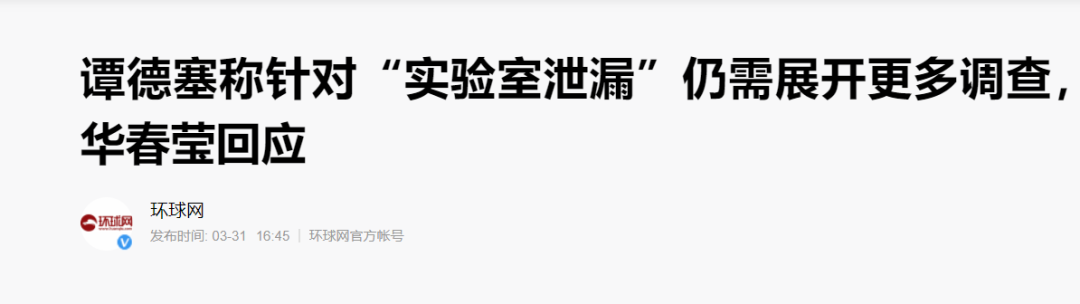 谭德塞称针对“实验室泄漏”仍需展开更多调查，
华春莹回应
环球网
环球网
发布时间: 03-31 16:45 | 环球网官方帐号